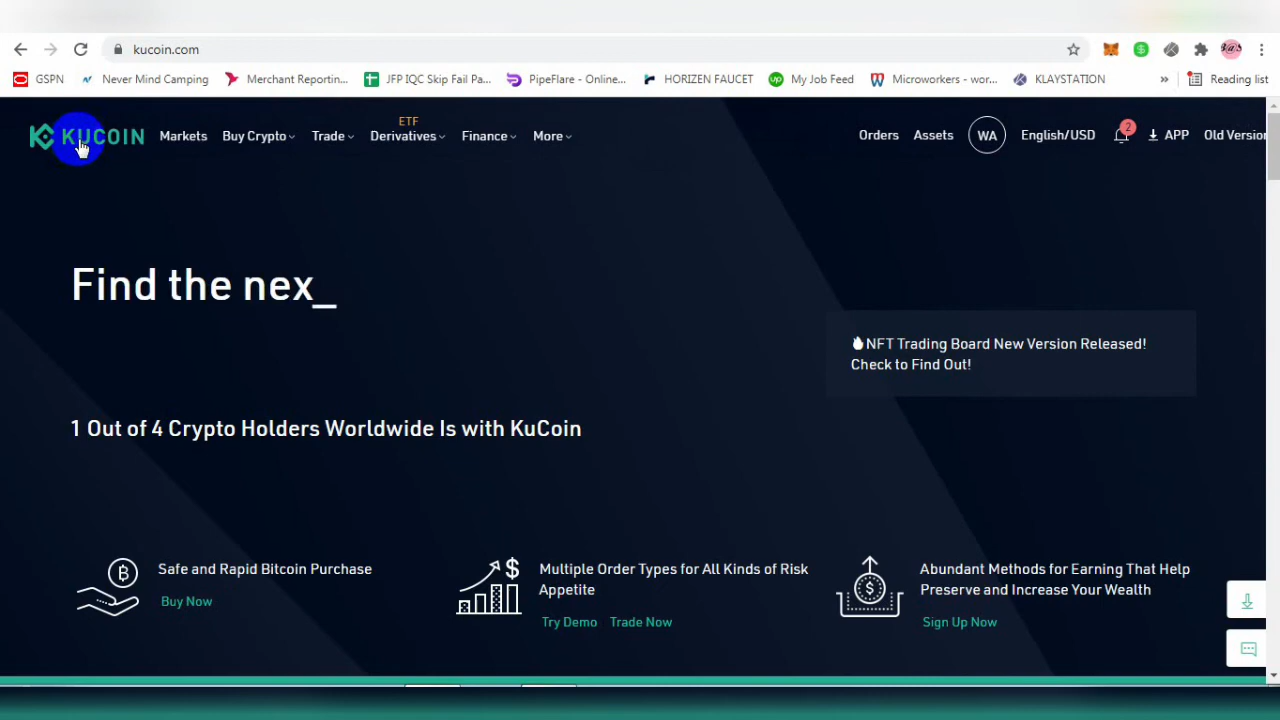 kucoin.com
GSPN Never Mind Camping Merchant Reportin... JFP IQC Skip Fail Pa... PipeFlare - Online... HORIZEN FAUCET My Job Feed Microworkers - wor... KLAYSTATION » Reading list
ETF
KUCOIN Markets Buy Crypto Trade Derivatives Finance More Orders Assets WA English/USD 2 APP Old Version
Find the nex_
NFT Trading Board New Version Released!
Check to Find Out!
1 Out of 4 Crypto Holders Worldwide Is with KuCoin
Safe and Rapid Bitcoin Purchase
Buy Now
Multiple Order Types for All Kinds of Risk
Appetite
Try Demo Trade Now
Abundant Methods for Earning That Help
Preserve and Increase Your Wealth
Sign Up Now